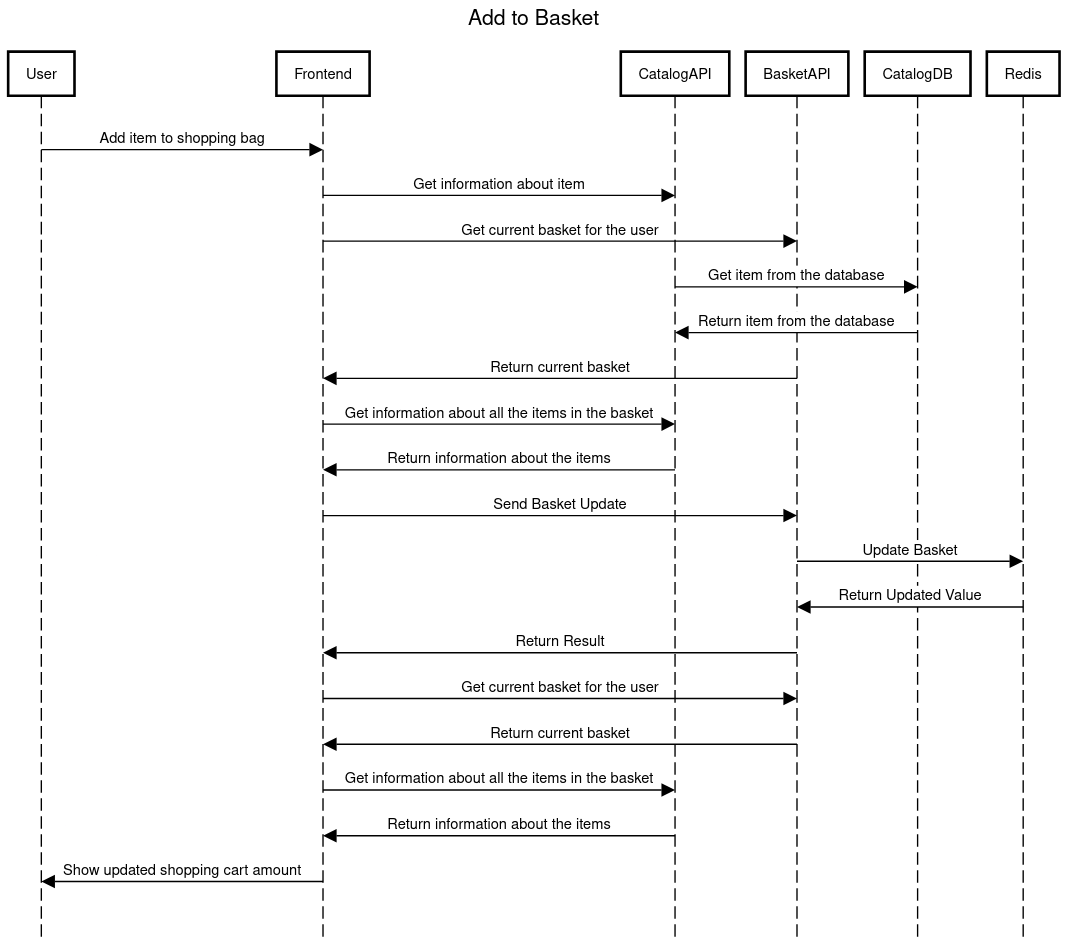 Add to Basket
User
Frontend
CatalogAPI
BasketAPI
CatalogDB
Redis
Add item to shopping bag
Get information about item
Get current basket for the user
Get item from the database
Return item from the database
Return current basket
Get information about all the items in the basket
Return information about the items
Send Basket Update
Update Basket
Return Updated Value
Return Result
Get current basket for the user
Return current basket
Get information about all the items in the basket
Return information about the items
Show updated shopping cart amount